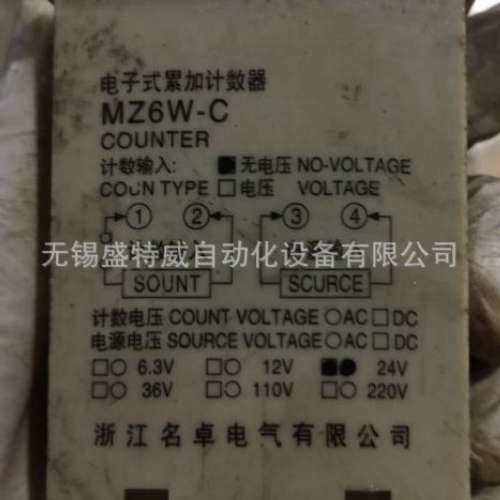 电子式累加计数器
MZ6W-C
COUNTER
计数输入: ■无电压 NO-VOLTAGE
COUN TYPE □电压 VOLTAGE
① ② ③ ④
无锡盛特威自动化设备有限公司
SOUNT SCURCE
计数电压 COUNT VOLTAGE○AC□DC
电源电压 SOURCE VOLTAGE○AC□DC
□○ 6.3V □○ 12V ■● 24V
□○ 36V □○ 110V □○ 220V
浙江名卓电气有限公司